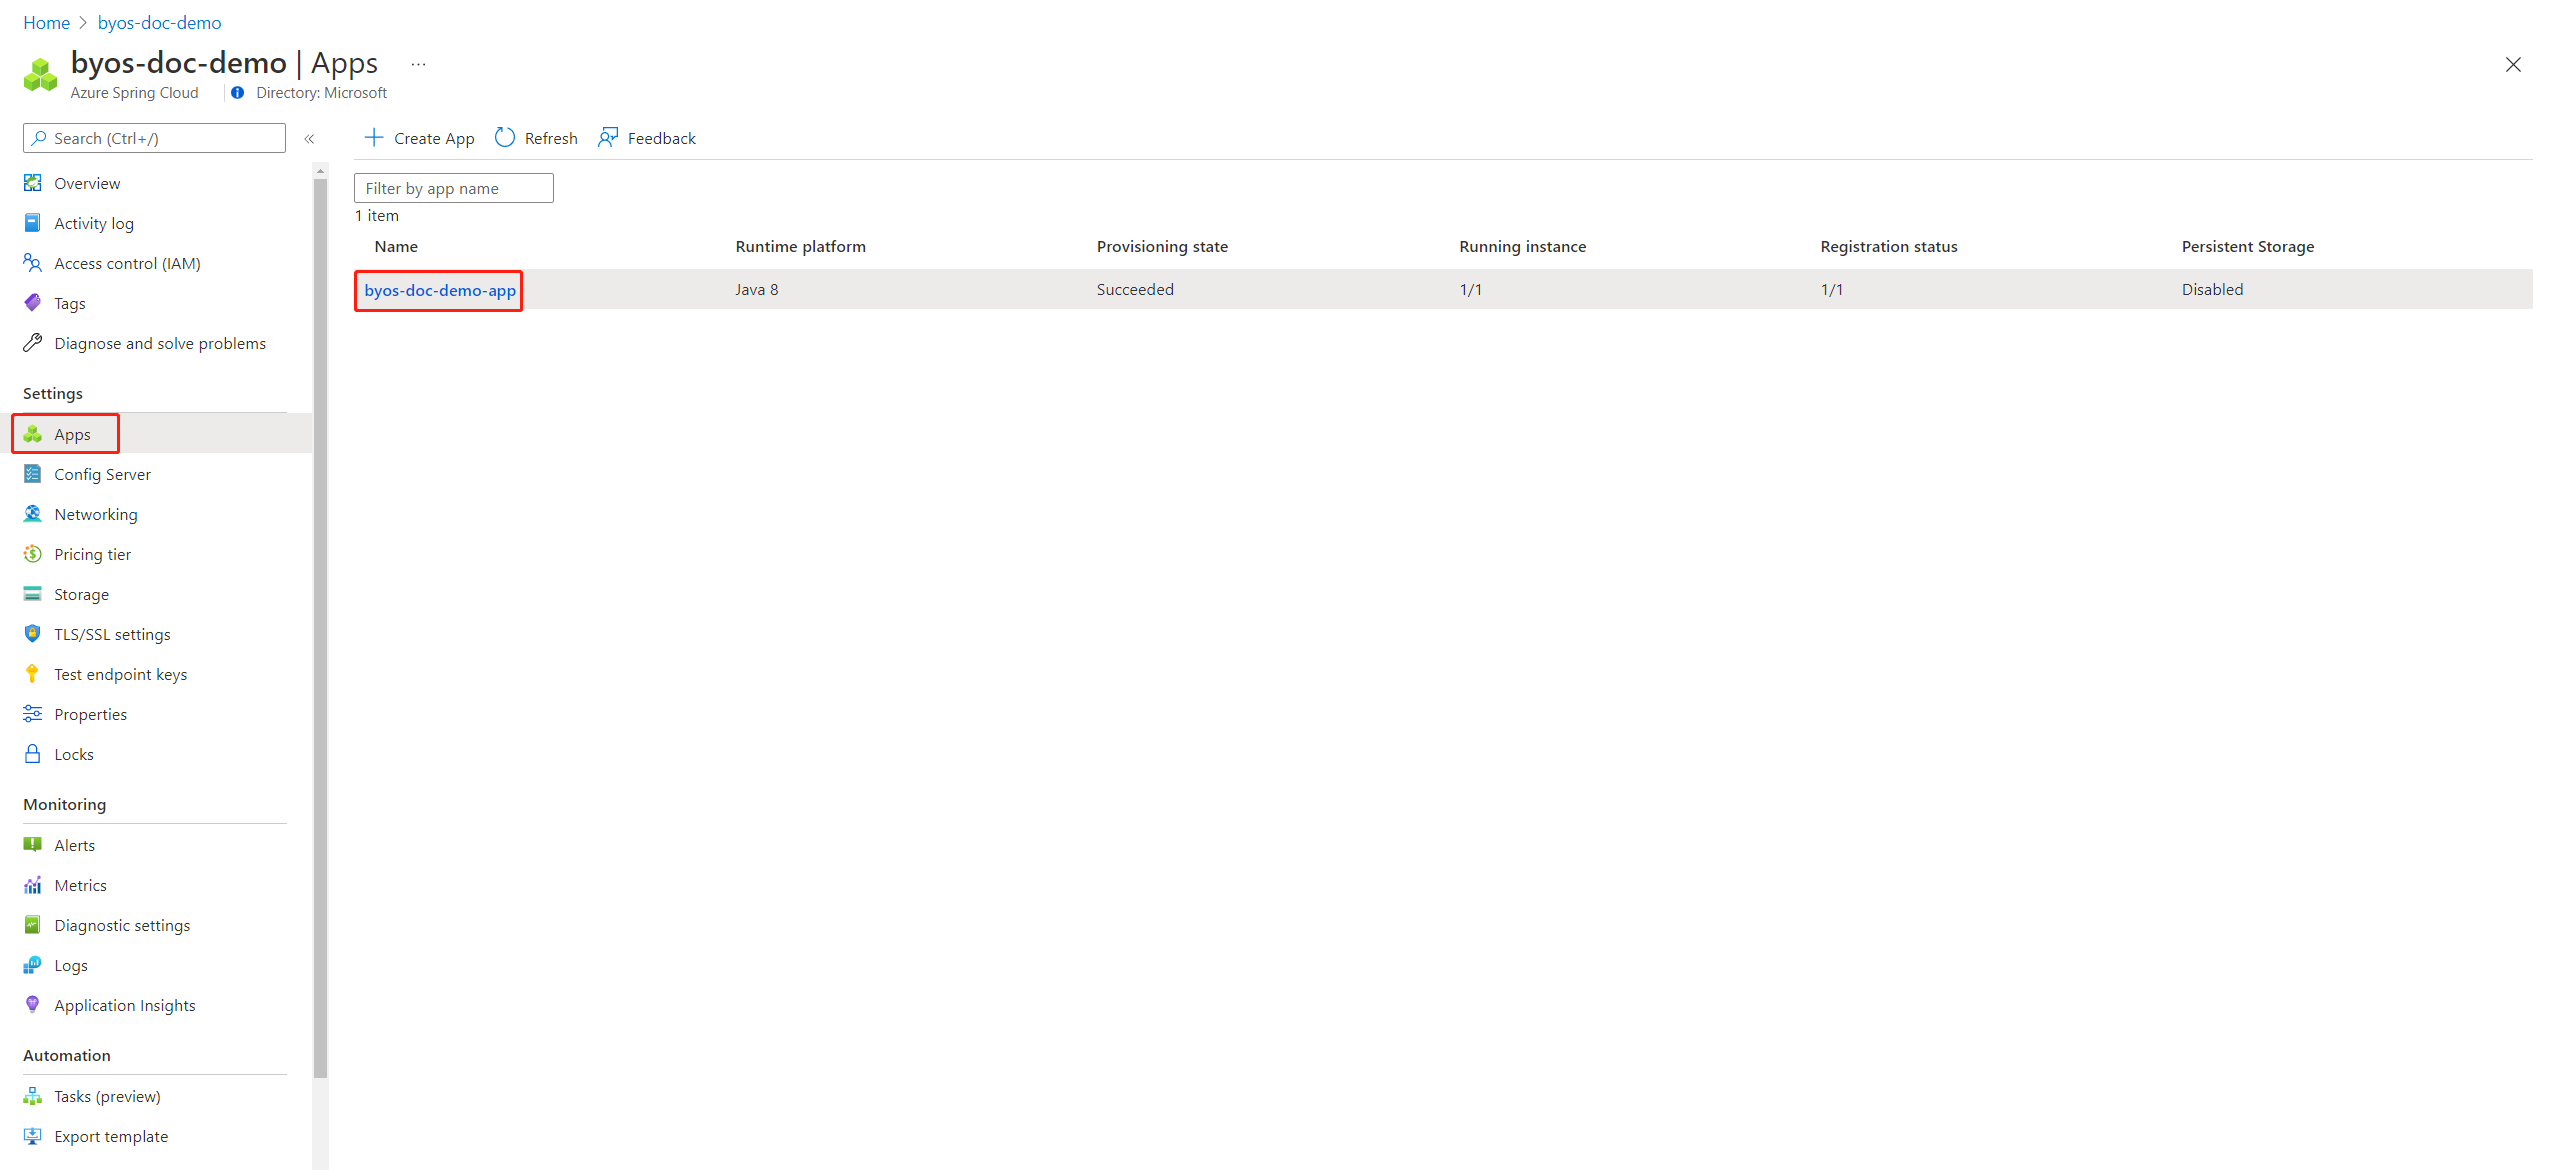 Home > byos-doc-demo
byos-doc-demo | Apps ...
Azure Spring Cloud Directory: Microsoft
Search (Ctrl+/) «
Overview
Activity log
Access control (IAM)
Tags
Diagnose and solve problems
Settings
Apps
Config Server
Networking
Pricing tier
Storage
TLS/SSL settings
Test endpoint keys
Properties
Locks
Monitoring
Alerts
Metrics
Diagnostic settings
Logs
Application Insights
Automation
Tasks (preview)
Export template
Create App Refresh Feedback
Filter by app name
1 item
Name Runtime platform Provisioning state Running instance Registration status Persistent Storage
byos-doc-demo-app Java 8 Succeeded 1/1 1/1 Disabled